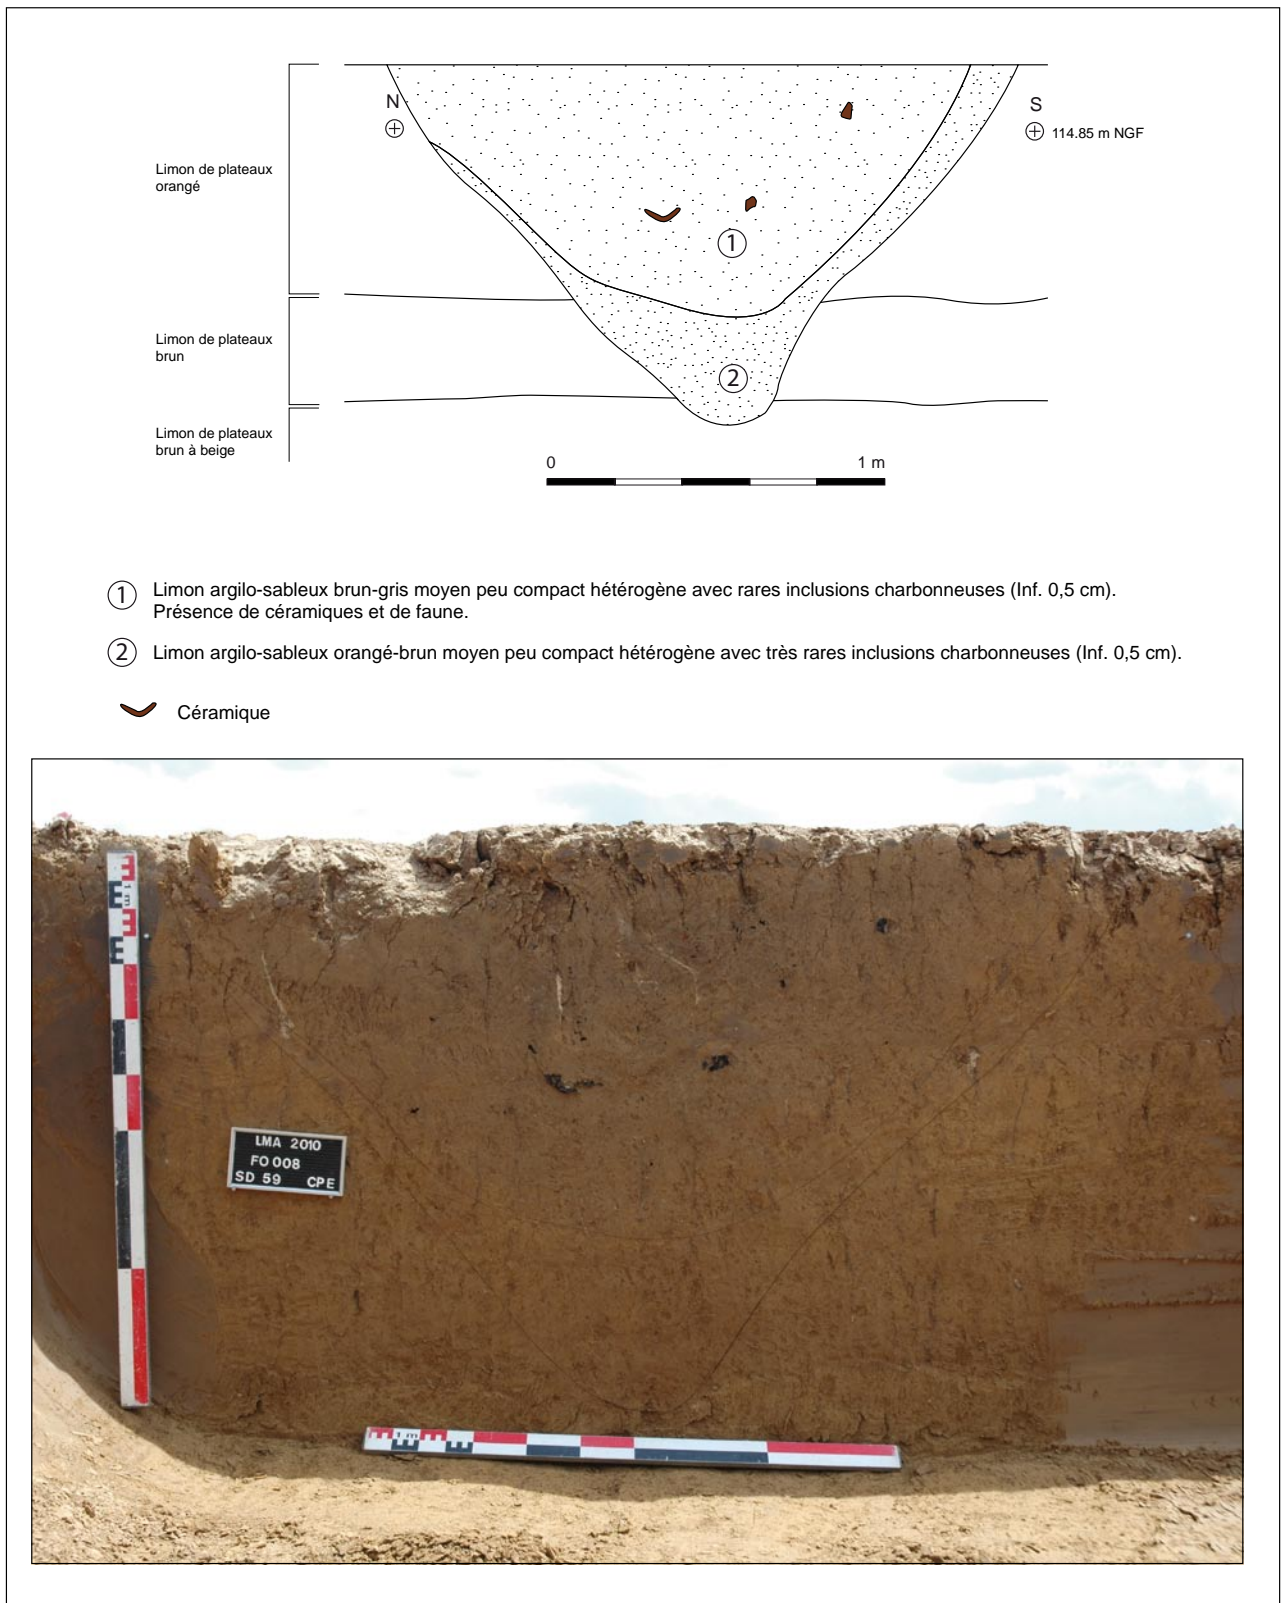 N
S
114.85 m NGF
Limon de plateaux
orangé
1
Limon de plateaux
brun
2
Limon de plateaux
brun à beige
0 1 m
1 Limon argilo-sableux brun-gris moyen peu compact hétérogène avec rares inclusions charbonneuses (Inf. 0,5 cm).
Présence de céramiques et de faune.
2 Limon argilo-sableux orangé-brun moyen peu compact hétérogène avec très rares inclusions charbonneuses (Inf. 0,5 cm).
Céramique
1 m
LMA 2010
FO 008
SD 59 CPE
1 m